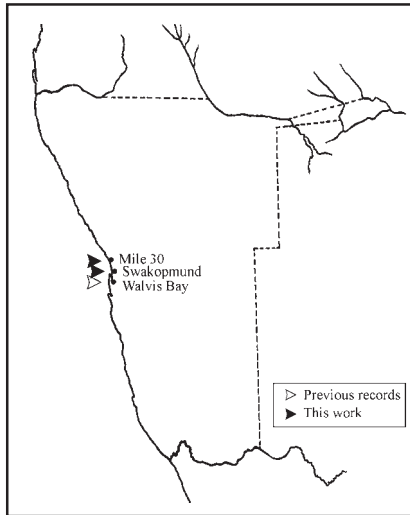 Mile 30
Swakopmund
Walvis Bay
Previous records
This work